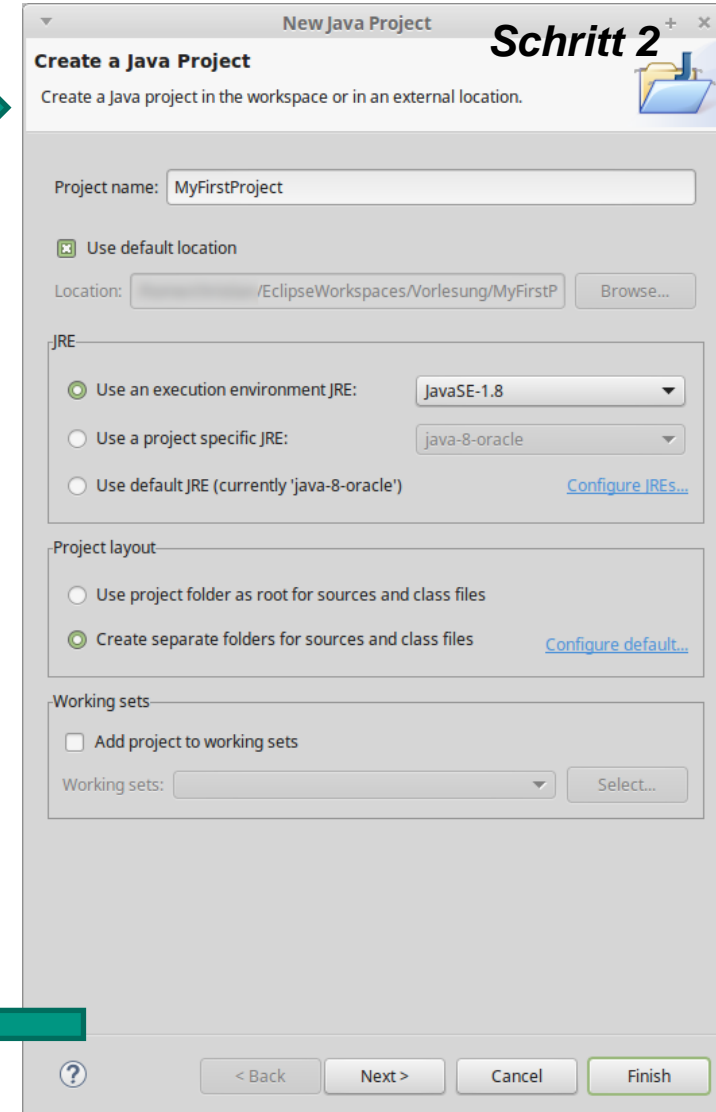 New Java Project
Schritt 2
Create a Java Project
Create a Java project in the workspace or in an external location.
Project name: MyFirstProject
Use default location
Location: /EclipseWorkspaces/Vorlesung/MyFirstP Browse...
JRE
Use an execution environment JRE: JavaSE-1.8
Use a project specific JRE: java-8-oracle
Use default JRE (currently 'java-8-oracle') Configure JREs...
Project layout
Use project folder as root for sources and class files
Create separate folders for sources and class files Configure default...
Working sets
Add project to working sets
Working sets: Select...
? < Back Next > Cancel Finish